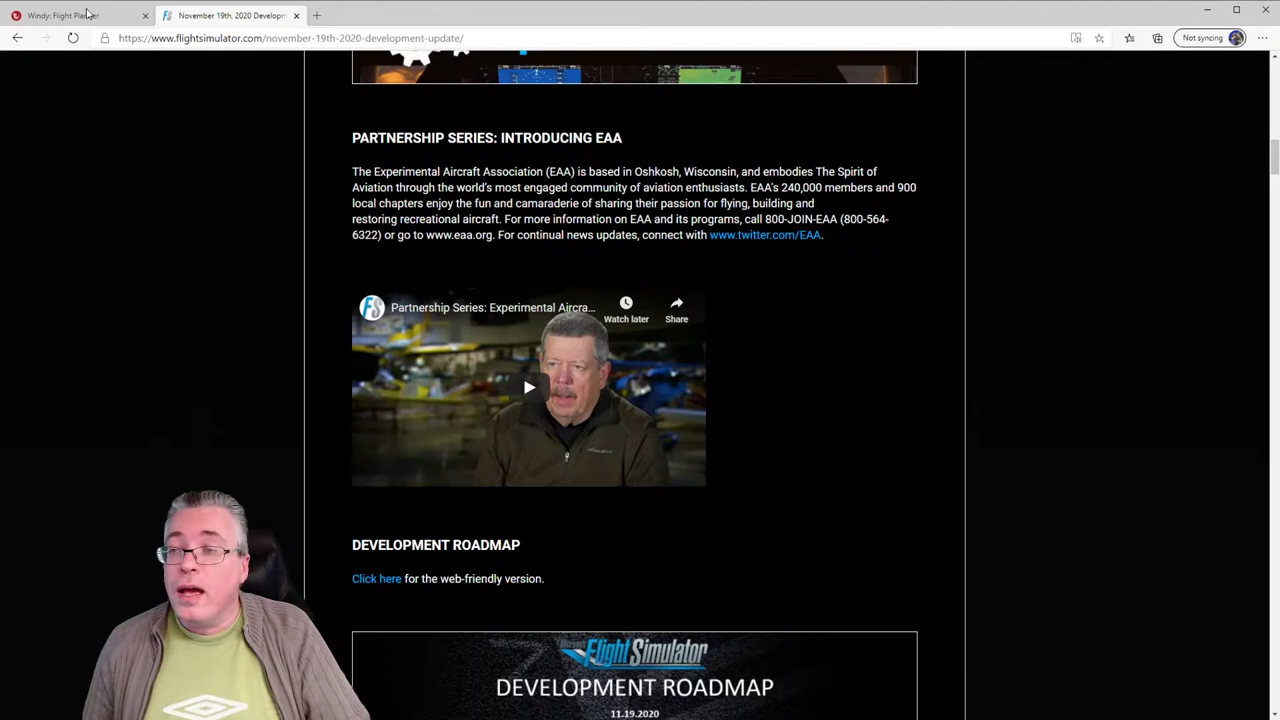 Windy: Flight Planner
November 19th, 2020 Developm
Not syncing
https://www.flightsimulator.com/november-19th-2020-development-update/
PARTNERSHIP SERIES: INTRODUCING EAA
The Experimental Aircraft Association (EAA) is based in Oshkosh, Wisconsin, and embodies The Spirit of
Aviation through the world's most engaged community of aviation enthusiasts. EAA's 240,000 members and 900
local chapters enjoy the fun and camaraderie of sharing their passion for flying, building and
restoring recreational aircraft. For more information on EAA and its programs, call 800-JOIN-EAA (800-564-
6322) or go to www.eaa.org. For continual news updates, connect with www.twitter.com/EAA.
FS
Partnership Series: Experimental Aircra...
Watch later
Share
DEVELOPMENT ROADMAP
Click here for the web-friendly version.
Microsoft
FlightSimulator
DEVELOPMENT ROADMAP
11.19.2020